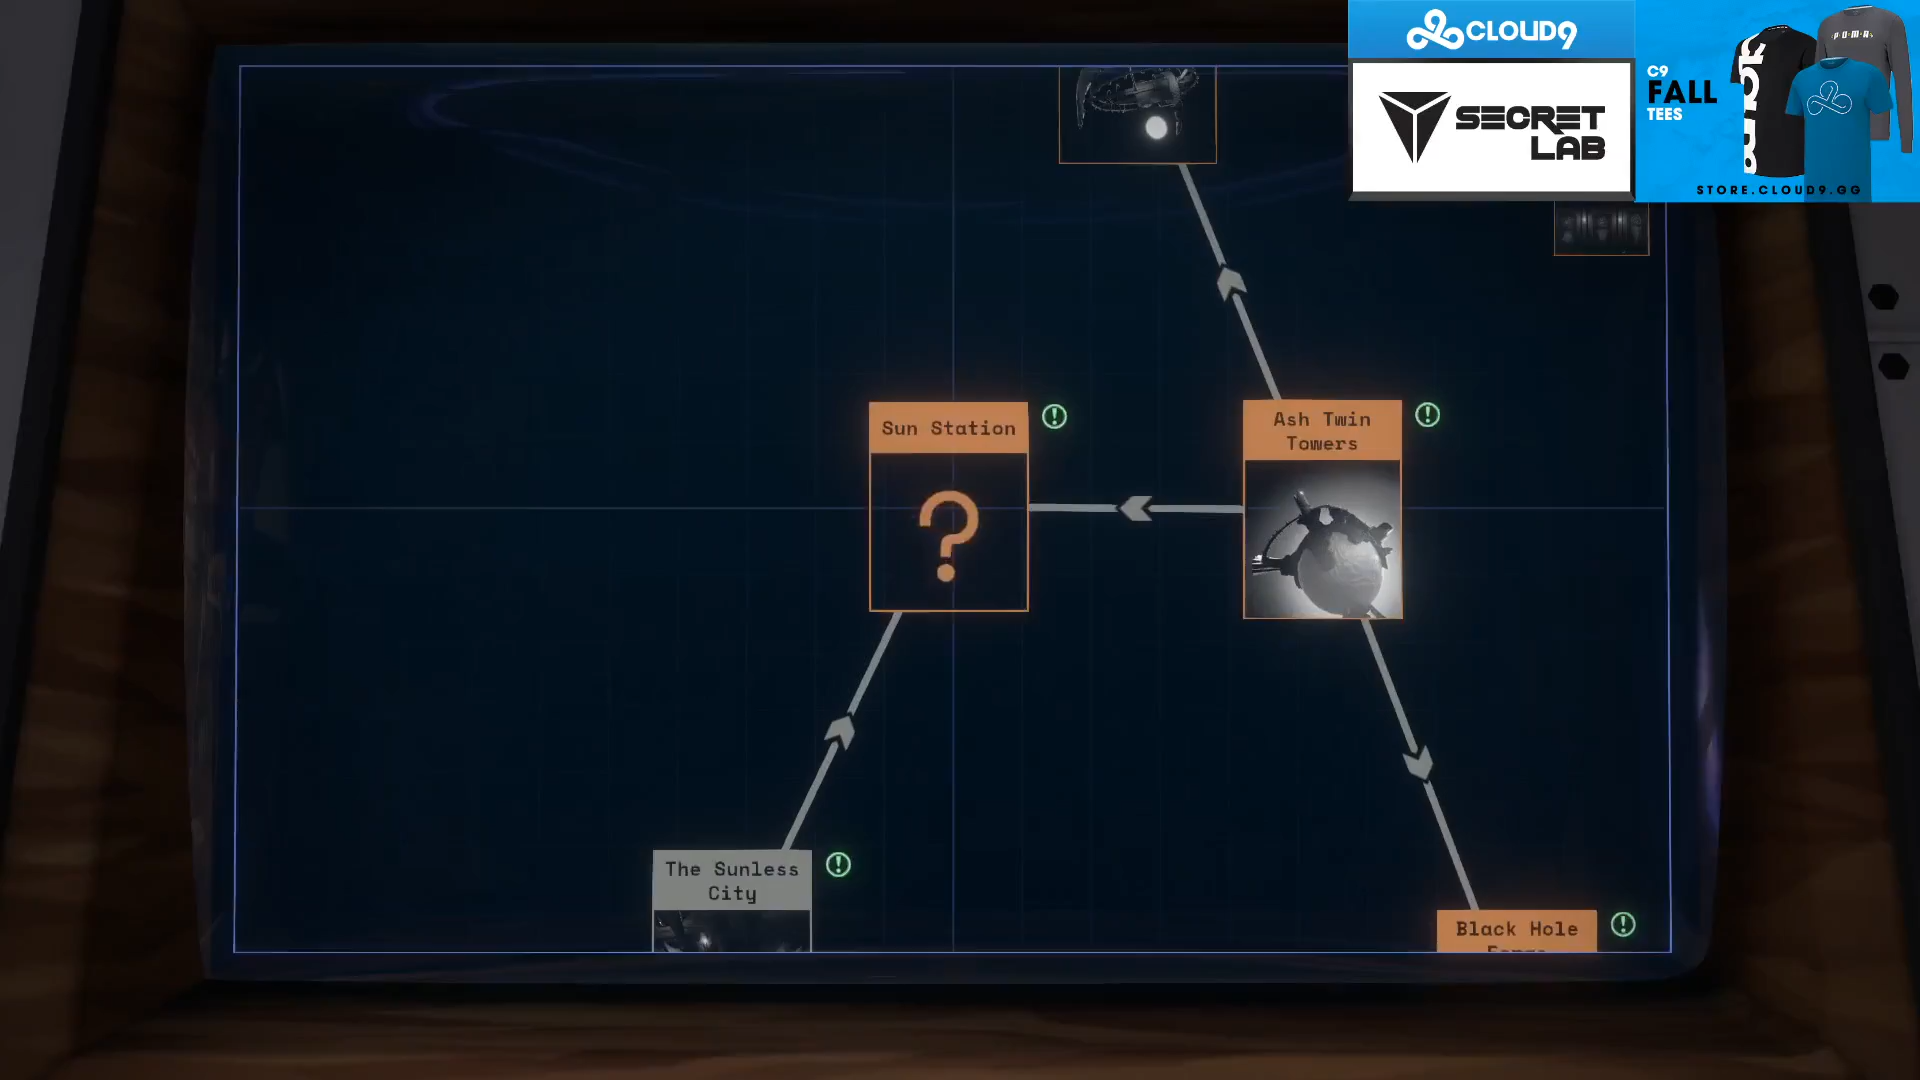 CLOUD9
SECRET
LAB
C9
FALL
TEES
STORE.CLOUD9.GG
Sun Station
?
Ash Twin
Towers
The Sunless
City
Black Hole